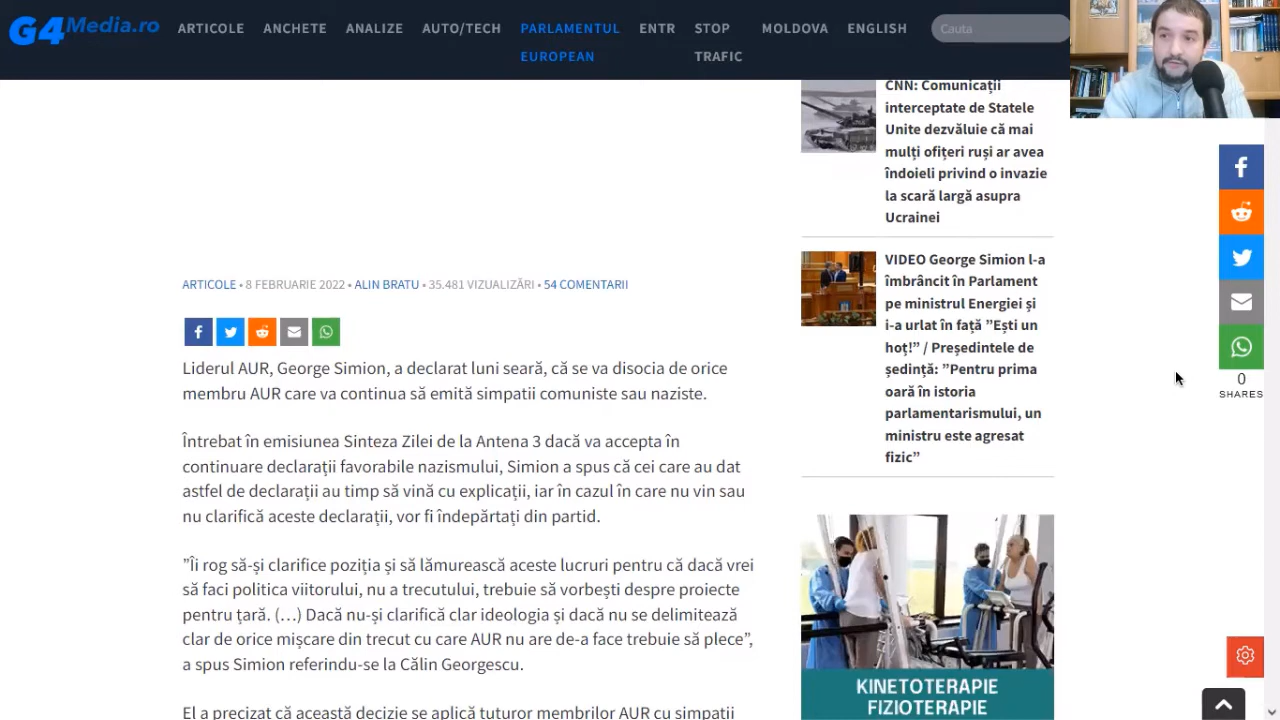 G4Media.ro
ARTICOLE
ANCHETE
ANALIZE
AUTO/TECH
PARLAMENTUL
EUROPEAN
ENTR
STOP
TRAFIC
MOLDOVA
ENGLISH
Cauta
ARTICOLE • 8 FEBRUARIE 2022 • ALIN BRATU • 35.481 VIZUALIZĂRI • 54 COMENTARII
Liderul AUR, George Simion, a declarat luni seară, că se va disocia de orice
membru AUR care va continua să emită simpatii comuniste sau naziste.
Întrebat în emisiunea Sinteza Zilei de la Antena 3 dacă va accepta în
continuare declarații favorabile nazismului, Simion a spus că cei care au dat
astfel de declarații au timp să vină cu explicații, iar în cazul în care nu vin sau
nu clarifică aceste declarații, vor fi îndepărtați din partid.
”Îi rog să-și clarifice poziția și să lămurească aceste lucruri pentru că dacă vrei
să faci politica viitorului, nu a trecutului, trebuie să vorbești despre proiecte
pentru țară. (…) Dacă nu-și clarifică clar ideologia și dacă nu se delimitează
clar de orice mișcare din trecut cu care AUR nu are de-a face trebuie să plece”,
a spus Simion referindu-se la Călin Georgescu.
El a precizat că această decizie se aplică tuturor membrilor AUR cu simpatii
CNN: Comunicații
interceptate de Statele
Unite dezvăluie că mai
mulți ofițeri ruși ar avea
îndoieli privind o invazie
la scară largă asupra
Ucrainei
VIDEO George Simion l-a
îmbrâncit în Parlament
pe ministrul Energiei și
i-a urlat în față ”Ești un
hoț!” / Președintele de
ședință: ”Pentru prima
oară în istoria
parlamentarismului, un
ministru este agresat
fizic”
KINETOTERAPIE
FIZIOTERAPIE
0
SHARES